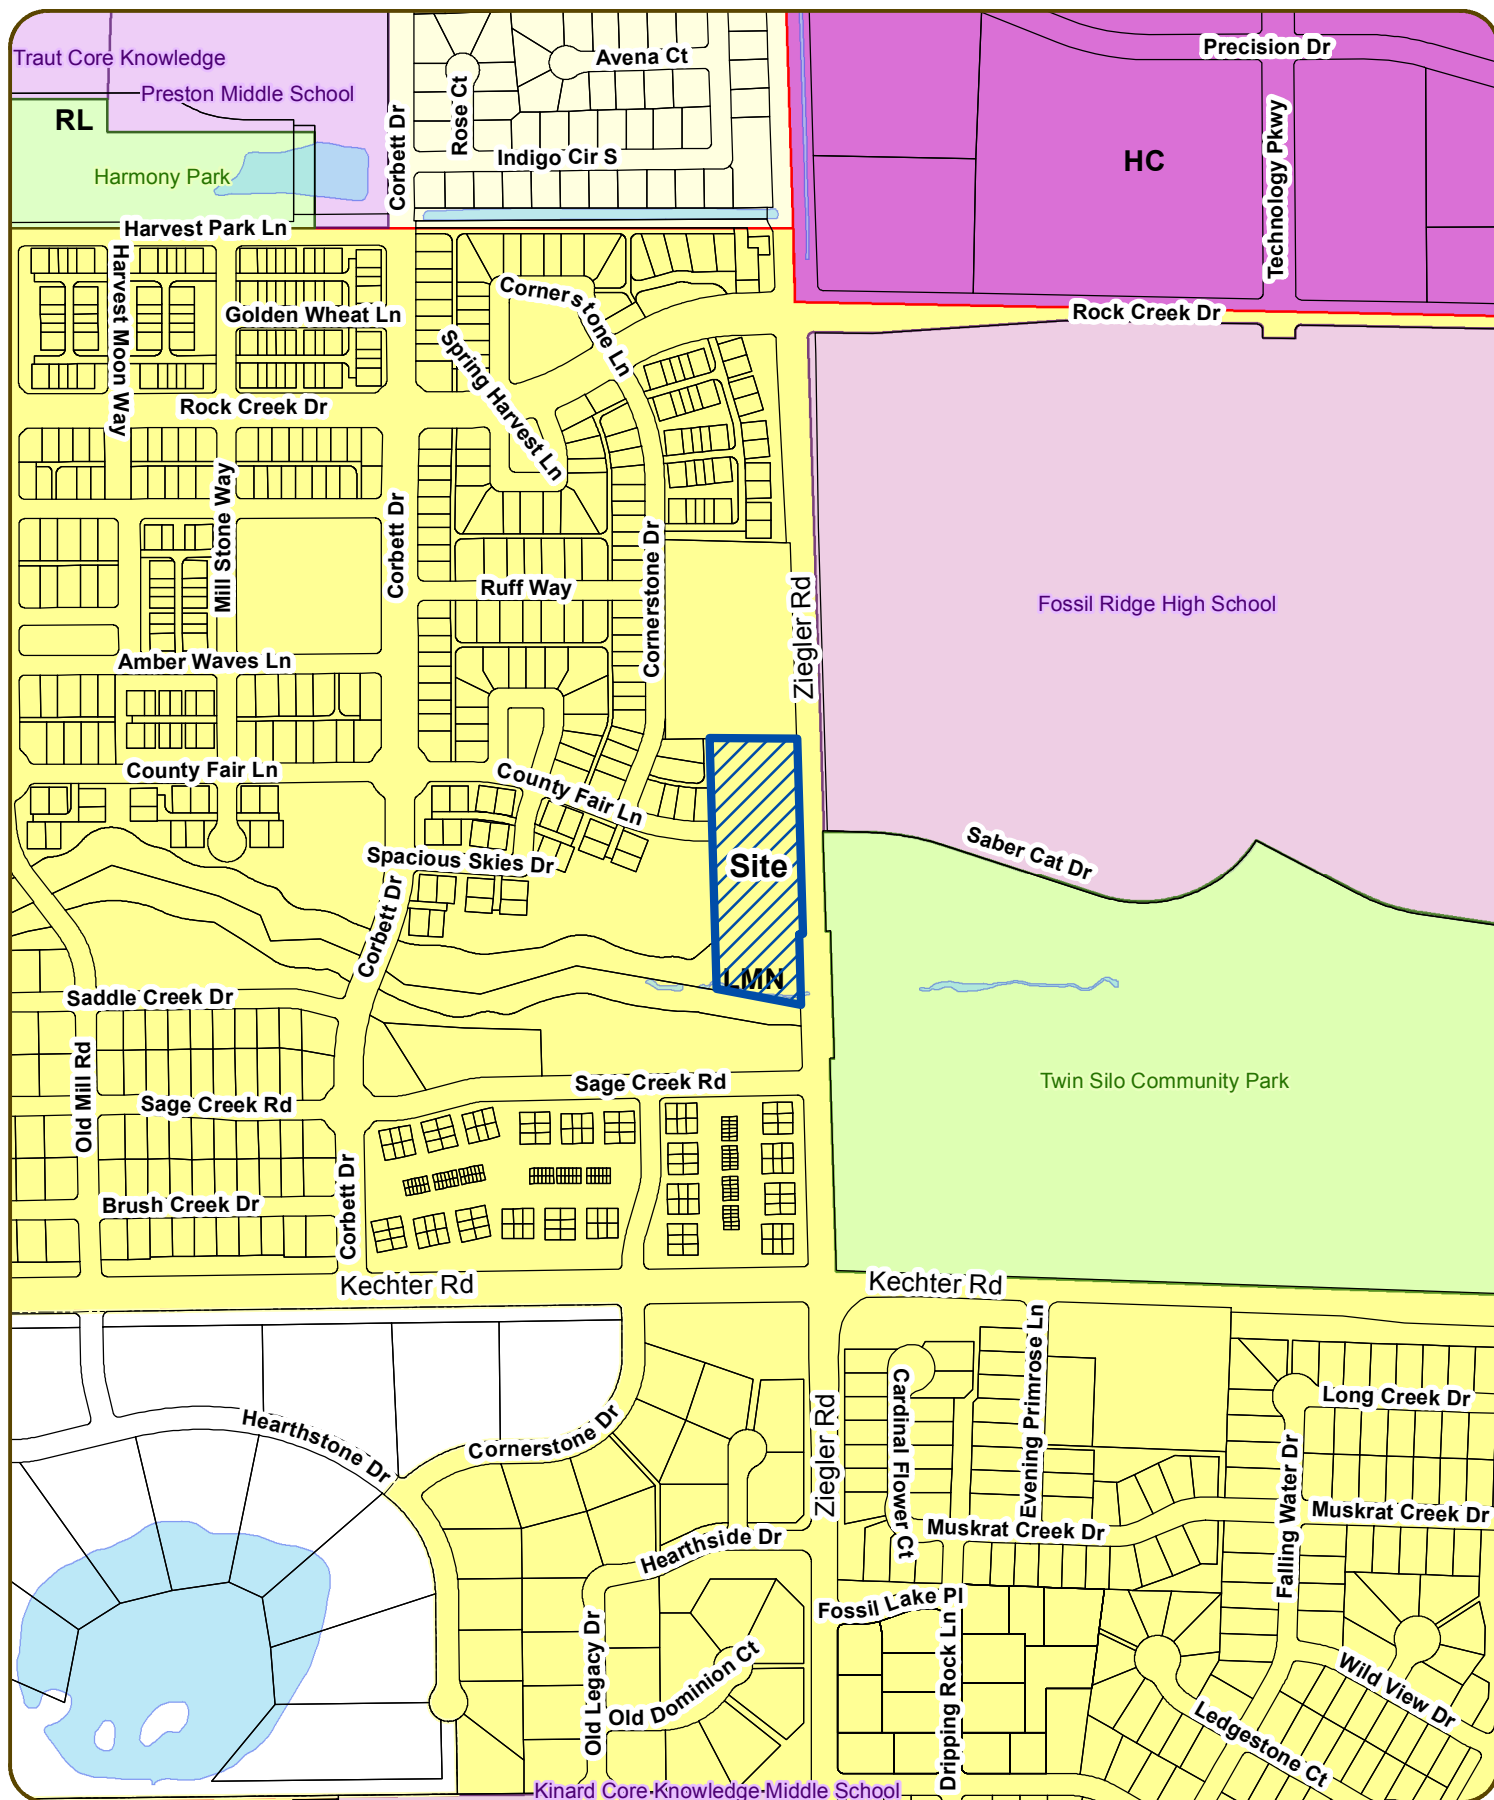 Traut Core Knowledge
Preston Middle School
RL
Harmony Park
Corbett Dr
Rose Ct
Avena Ct
Indigo Cir S
Precision Dr
HC
Technology Pkwy
Harvest Park Ln
Harvest Moon Way
Golden Wheat Ln
Cornerstone Ln
Spring Harvest Ln
Rock Creek Dr
Rock Creek Dr
Mill Stone Way
Corbett Dr
Ruff Way
Cornerstone Dr
Ziegler Rd
Fossil Ridge High School
Amber Waves Ln
County Fair Ln
County Fair Ln
Spacious Skies Dr
Corbett Dr
Site
LMN
Saber Cat Dr
Saddle Creek Dr
Old Mill Rd
Sage Creek Rd
Sage Creek Rd
Twin Silo Community Park
Brush Creek Dr
Corbett Dr
Kechter Rd
Kechter Rd
Hearthstone Dr
Cornerstone Dr
Ziegler Rd
Cardinal Flower Ct
Evening Primrose Ln
Long Creek Dr
Falling Water Dr
Muskrat Creek Dr
Muskrat Creek Dr
Hearthside Dr
Fossil Lake Pl
Old Legacy Dr
Old Dominion Ct
Dripping Rock Ln
Wild View Dr
Ledgestone Ct
Kinard Core Knowledge Middle School